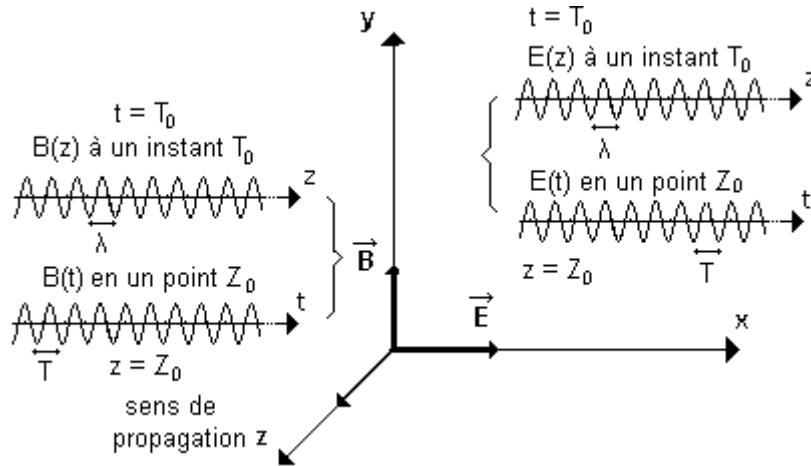 y
t = T₀
E(z) à un instant T₀
z
λ
E(t) en un point Z₀
t
z = Z₀
T
t = T₀
B(z) à un instant T₀
z
λ
B(t) en un point Z₀
t
T
z = Z₀
B
E
x
sens de
propagation z